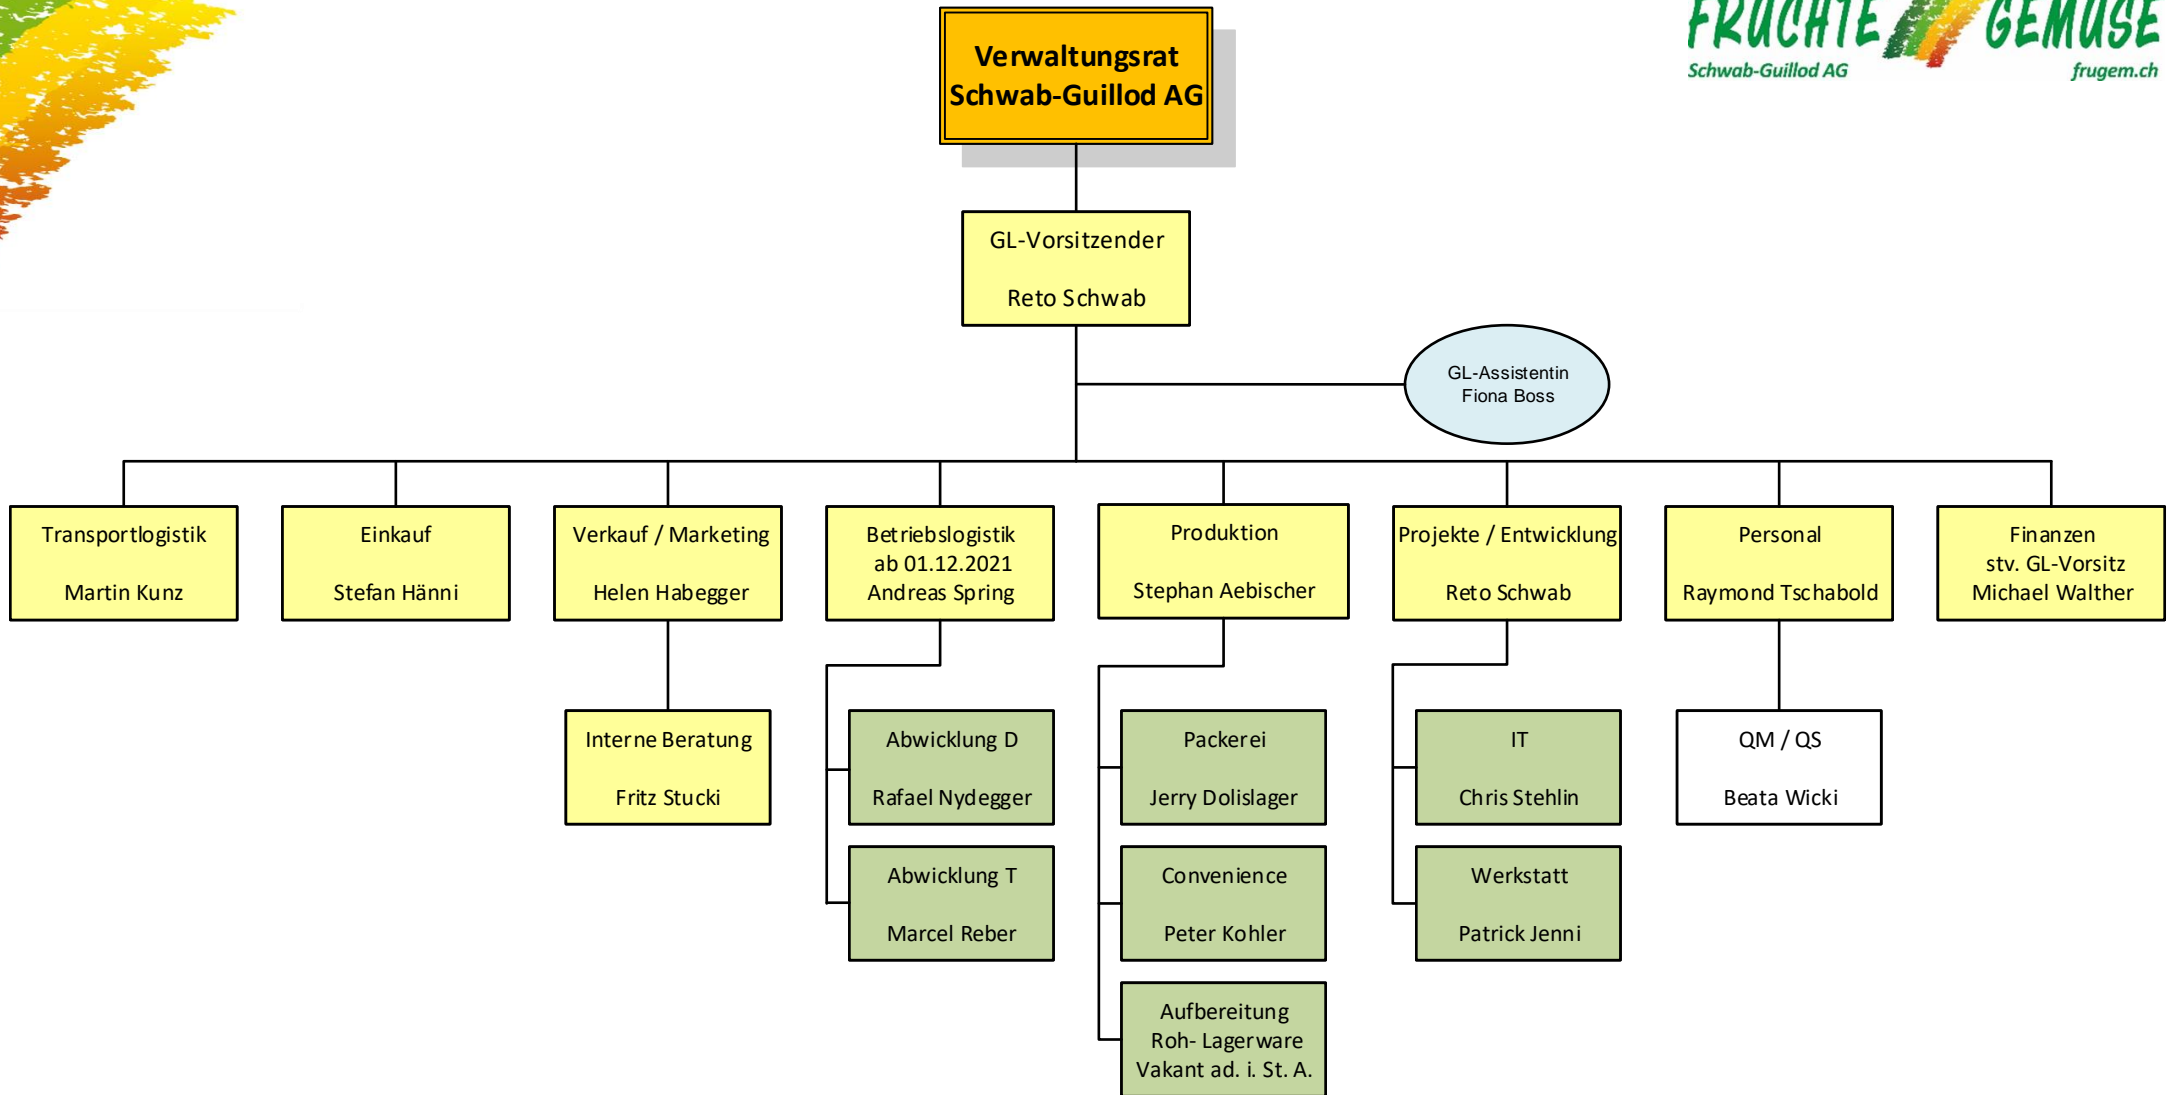 Verwaltungsrat
Schwab-Guillod AG
FRÜCHTE GEMÜSE
Schwab-Guillod AG
frugem.ch
GL-Vorsitzender
Reto Schwab
GL-Assistentin
Fiona Boss
Transportlogistik
Martin Kunz
Einkauf
Stefan Hänni
Verkauf / Marketing
Helen Habegger
Betriebslogistik
ab 01.12.2021
Andreas Spring
Produktion
Stephan Aebischer
Projekte / Entwicklung
Reto Schwab
Personal
Raymond Tschabold
Finanzen
stv. GL-Vorsitz
Michael Walther
Interne Beratung
Fritz Stucki
Abwicklung D
Rafael Nydegger
Abwicklung T
Marcel Reber
Packerei
Jerry Dolislager
Convenience
Peter Kohler
Aufbereitung
Roh- Lagerware
Vakant ad. i. St. A.
IT
Chris Stehlin
Werkstatt
Patrick Jenni
QM / QS
Beata Wicki